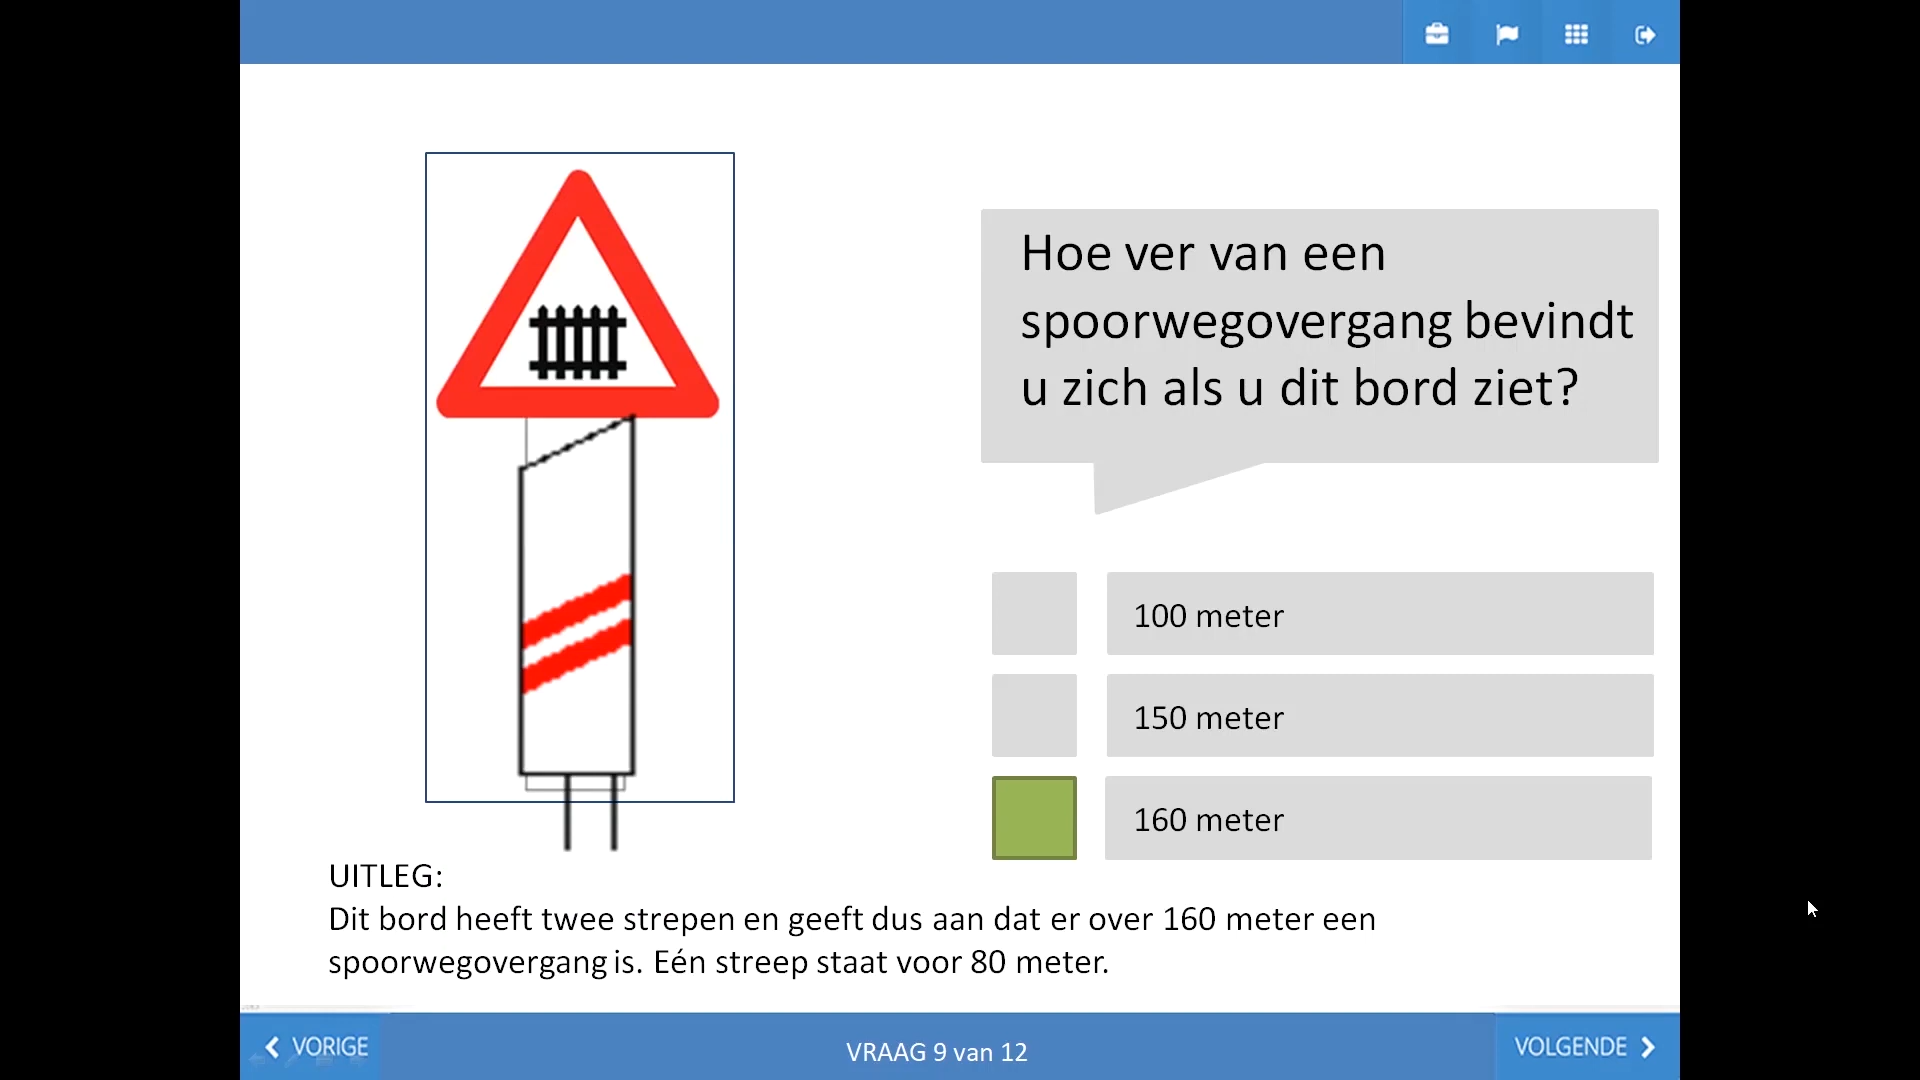 Hoe ver van een
spoorwegovergang bevindt
u zich als u dit bord ziet?
100 meter
150 meter
160 meter
UITLEG:
Dit bord heeft twee strepen en geeft dus aan dat er over 160 meter een
spoorwegovergang is. Eén streep staat voor 80 meter.
VORIGE
VRAAG 9 van 12
VOLGENDE